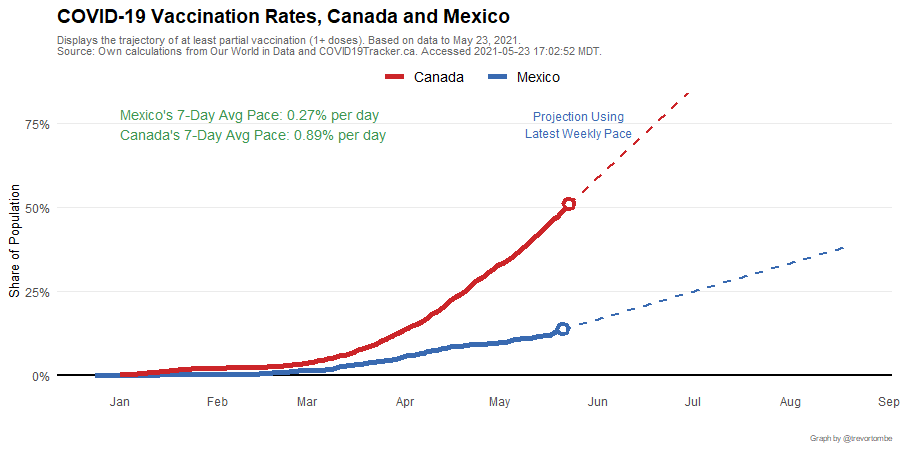 COVID-19 Vaccination Rates, Canada and Mexico
Displays the trajectory of at least partial vaccination (1+ doses). Based on data to May 23, 2021.
Source: Own calculations from Our World in Data and COVID19Tracker.ca. Accessed 2021-05-23 17:02:52 MDT.
Canada Mexico
Mexico's 7-Day Avg Pace: 0.27% per day
Canada's 7-Day Avg Pace: 0.89% per day
Projection Using
Latest Weekly Pace
Share of Population
75%
50%
25%
0%
Jan Feb Mar Apr May Jun Jul Aug Sep
Graph by @trevortombe